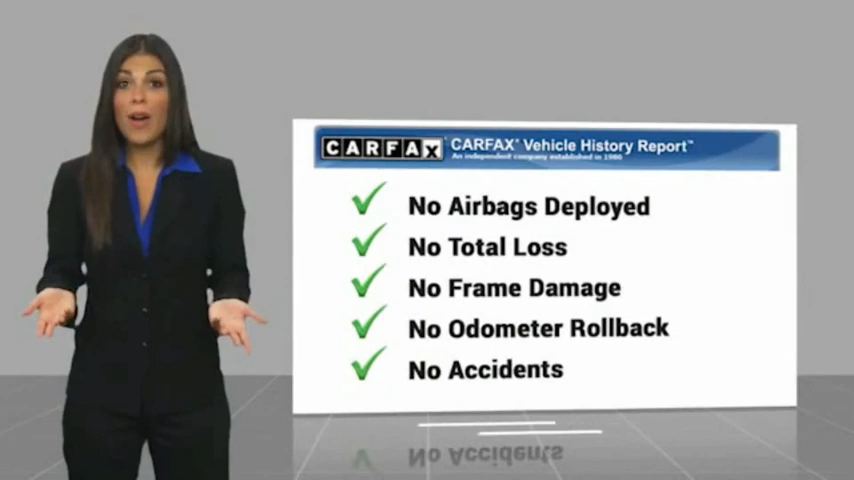 CARFAX CARFAX® Vehicle History Report™
An independent company established in 1986
No Airbags Deployed
No Total Loss
No Frame Damage
No Odometer Rollback
No Accidents
No Accidents